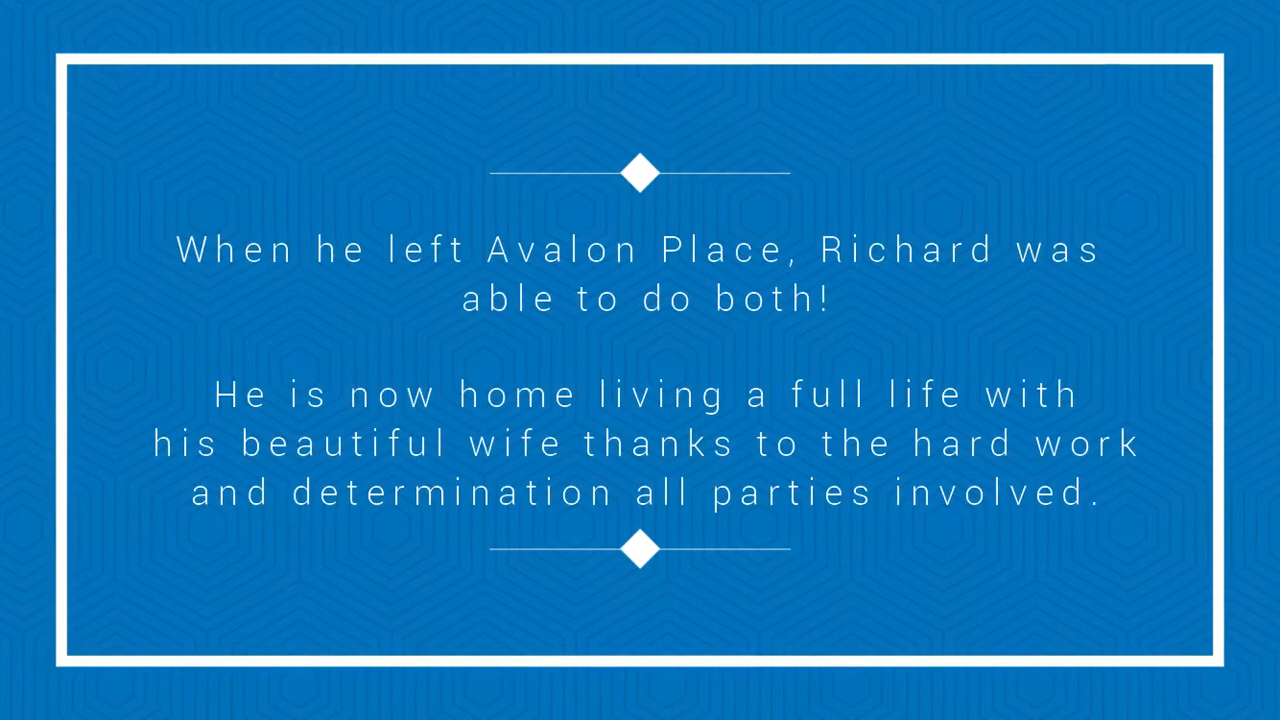 When he left Avalon Place, Richard was
able to do both!
He is now home living a full life with
his beautiful wife thanks to the hard work
and determination all parties involved.